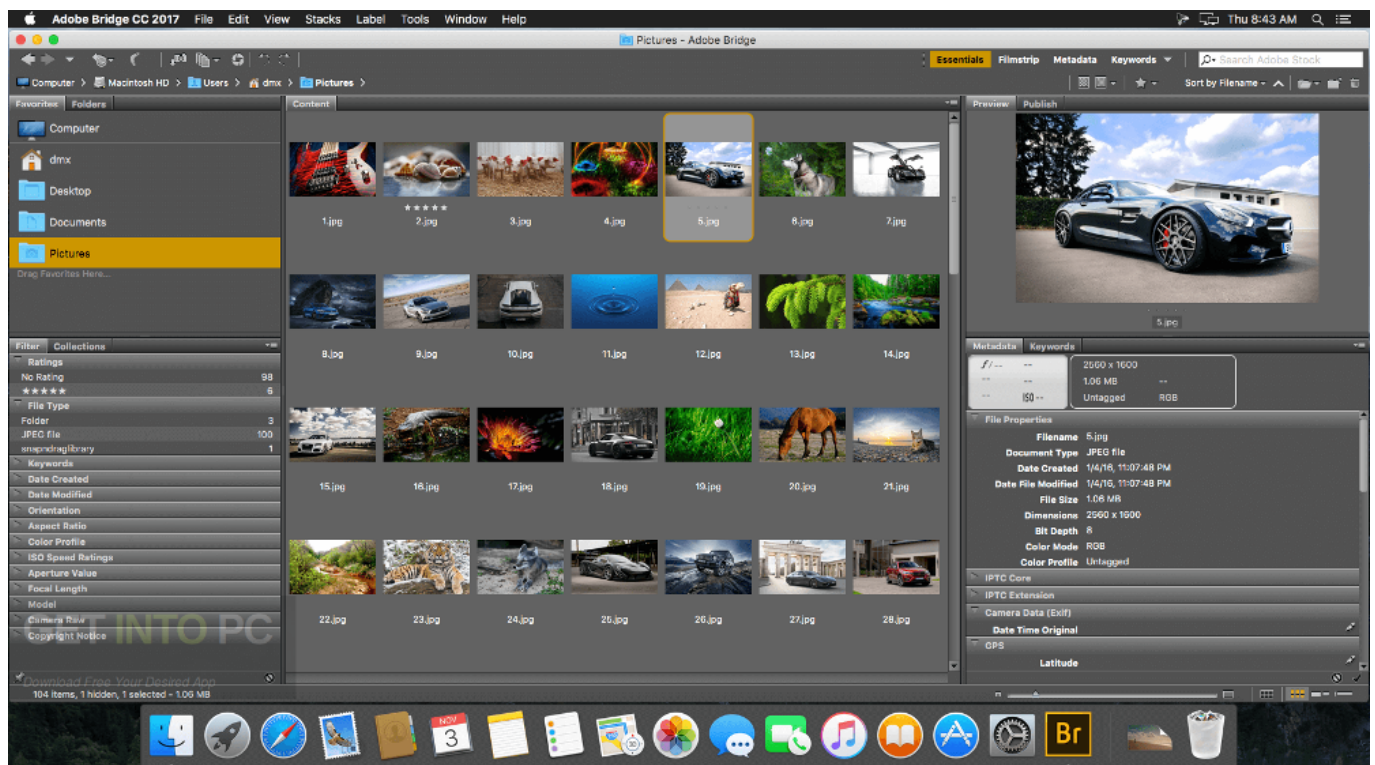 Adobe Bridge CC 2017 File Edit View Stacks Label Tools Window Help
Thu 8:43 AM
Pictures - Adobe Bridge
Essentials Filmstrip Metadata Keywords
Search Adobe Stock
Computer > Macintosh HD > Users > dmx > Pictures >
Sort by Filename
Favorites Folders
Computer
dmx
Desktop
Documents
Pictures
Drag Favorites Here...
Filter Collections
Ratings
No Rating 98
★★★★★ 6
File Type
Folder 3
JPEG file 100
snapndraglibrary 1
Keywords
Date Created
Date Modified
Orientation
Aspect Ratio
Color Profile
ISO Speed Ratings
Aperture Value
Focal Length
Model
Camera Raw
Copyright Notice
GET INTO PC
Download Free Your Desired App
104 items, 1 hidden, 1 selected - 1.06 MB
Content
1.jpg 2.jpg 3.jpg 4.jpg 5.jpg 6.jpg 7.jpg
8.jpg 9.jpg 10.jpg 11.jpg 12.jpg 13.jpg 14.jpg
15.jpg 16.jpg 17.jpg 18.jpg 19.jpg 20.jpg 21.jpg
22.jpg 23.jpg 24.jpg 25.jpg 26.jpg 27.jpg 28.jpg
Preview Publish
5.jpg
Metadata Keywords
f/-- --
-- --
-- ISO --
2560 x 1600
1.06 MB --
Untagged RGB
File Properties
Filename 5.jpg
Document Type JPEG file
Date Created 1/4/16, 11:07:48 PM
Date File Modified 1/4/16, 11:07:48 PM
File Size 1.06 MB
Dimensions 2560 x 1600
Bit Depth 8
Color Mode RGB
Color Profile Untagged
IPTC Core
IPTC Extension
Camera Data (Exif)
Date Time Original
GPS
Latitude
NOV
3
Br